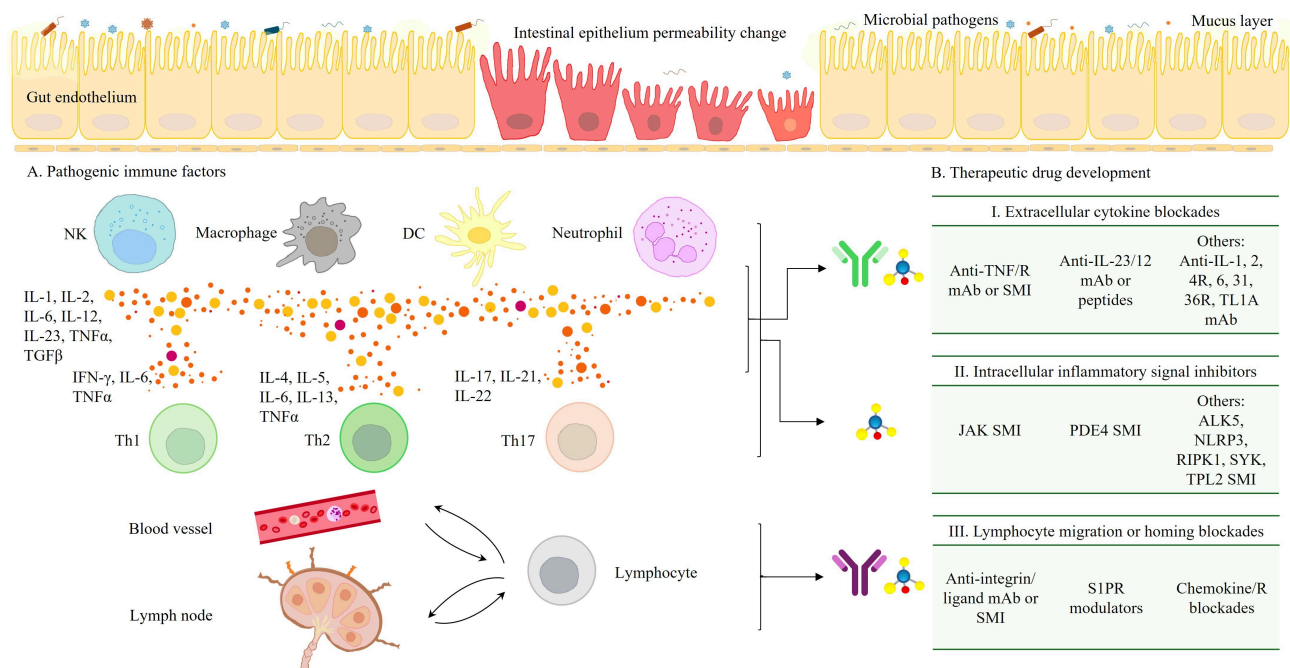 Intestinal epithelium permeability change
Microbial pathogens
Mucus layer
Gut endothelium
A. Pathogenic immune factors
NK
Macrophage
DC
Neutrophil
IL-1, IL-2,
IL-6, IL-12,
IL-23, TNFα,
TGFβ
IFN-γ, IL-6,
TNFα
IL-4, IL-5,
IL-6, IL-13,
TNFα
IL-17, IL-21,
IL-22
Th1
Th2
Th17
Blood vessel
Lymph node
Lymphocyte
B. Therapeutic drug development
I. Extracellular cytokine blockades
Anti-TNF/R
mAb or SMI
Anti-IL-23/12
mAb or
peptides
Others:
Anti-IL-1, 2,
4R, 6, 31,
36R, TL1A
mAb
II. Intracellular inflammatory signal inhibitors
JAK SMI
PDE4 SMI
Others:
ALK5,
NLRP3,
RIPK1, SYK,
TPL2 SMI
III. Lymphocyte migration or homing blockades
Anti-integrin/
ligand mAb or
SMI
S1PR
modulators
Chemokine/R
blockades